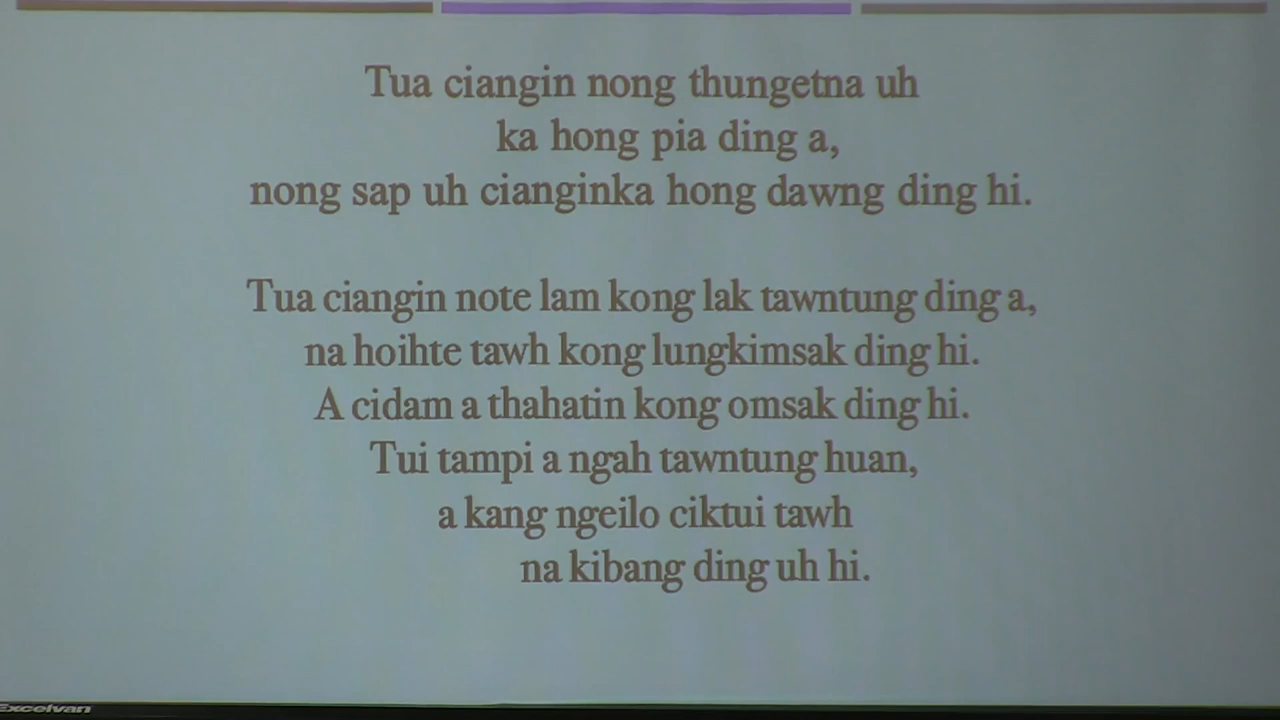 Tua ciangin nong thungetna uh
ka hong pia ding a,
nong sap uh cianginka hong dawng ding hi.
Tua ciangin note lam kong lak tawntung ding a,
na hoihte tawh kong lungkimsak ding hi.
A cidam a thahatin kong omsak ding hi.
Tui tampi a ngah tawntung huan,
a kang ngeilo ciktui tawh
na kibang ding uh hi.
Excelvan